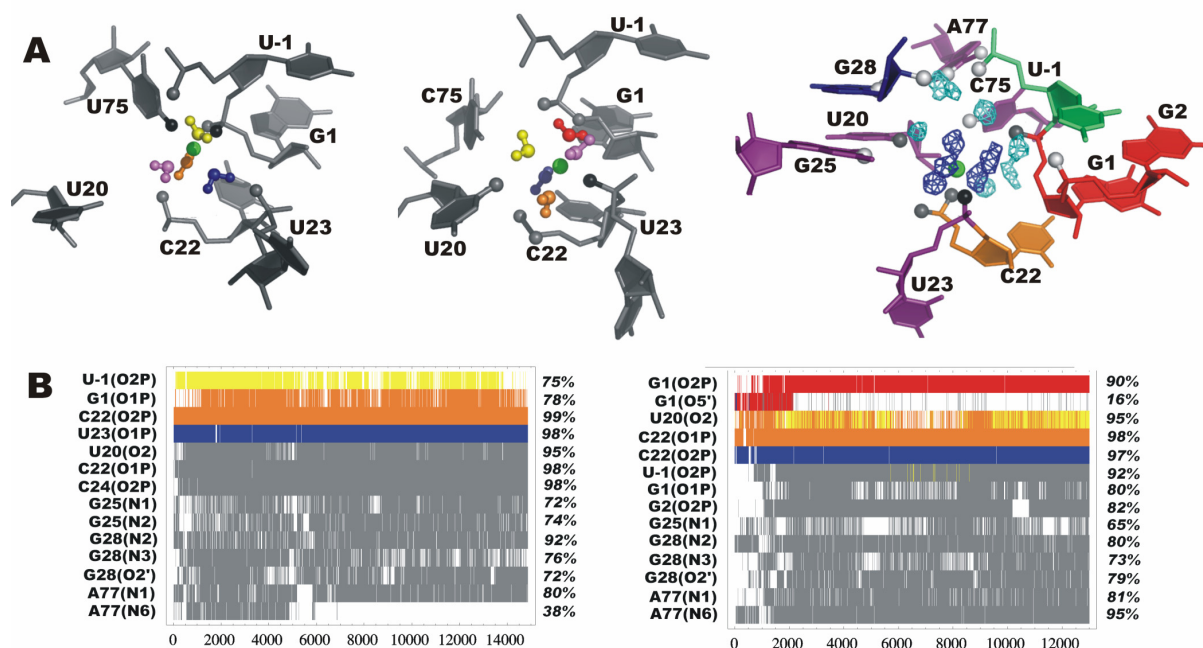 A
U-1
U75
G1
U20
C22
U23
U-1
C75
G1
U20
C22
U23
A77
G28
C75
U-1
U20
G2
G25
G1
U23
C22
B
U-1(O2P) 75%
G1(O1P) 78%
C22(O2P) 99%
U23(O1P) 98%
U20(O2) 95%
C22(O1P) 98%
C24(O2P) 98%
G25(N1) 72%
G25(N2) 74%
G28(N2) 92%
G28(N3) 76%
G28(O2') 72%
A77(N1) 80%
A77(N6) 38%
0 2000 4000 6000 8000 10000 12000 14000
G1(O2P) 90%
G1(O5') 16%
U20(O2) 95%
C22(O1P) 98%
C22(O2P) 97%
U-1(O2P) 92%
G1(O1P) 80%
G2(O2P) 82%
G25(N1) 65%
G28(N2) 80%
G28(N3) 73%
G28(O2') 79%
A77(N1) 81%
A77(N6) 95%
0 2000 4000 6000 8000 10000 12000